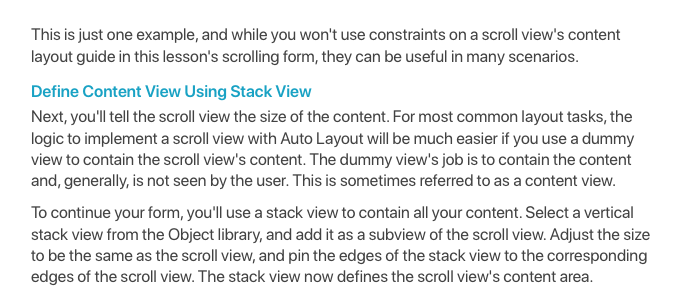 This is just one example, and while you won't use constraints on a scroll view's content
layout guide in this lesson's scrolling form, they can be useful in many scenarios.
Define Content View Using Stack View
Next, you'll tell the scroll view the size of the content. For most common layout tasks, the
logic to implement a scroll view with Auto Layout will be much easier if you use a dummy
view to contain the scroll view's content. The dummy view's job is to contain the content
and, generally, is not seen by the user. This is sometimes referred to as a content view.
To continue your form, you'll use a stack view to contain all your content. Select a vertical
stack view from the Object library, and add it as a subview of the scroll view. Adjust the size
to be the same as the scroll view, and pin the edges of the stack view to the corresponding
edges of the scroll view. The stack view now defines the scroll view's content area.